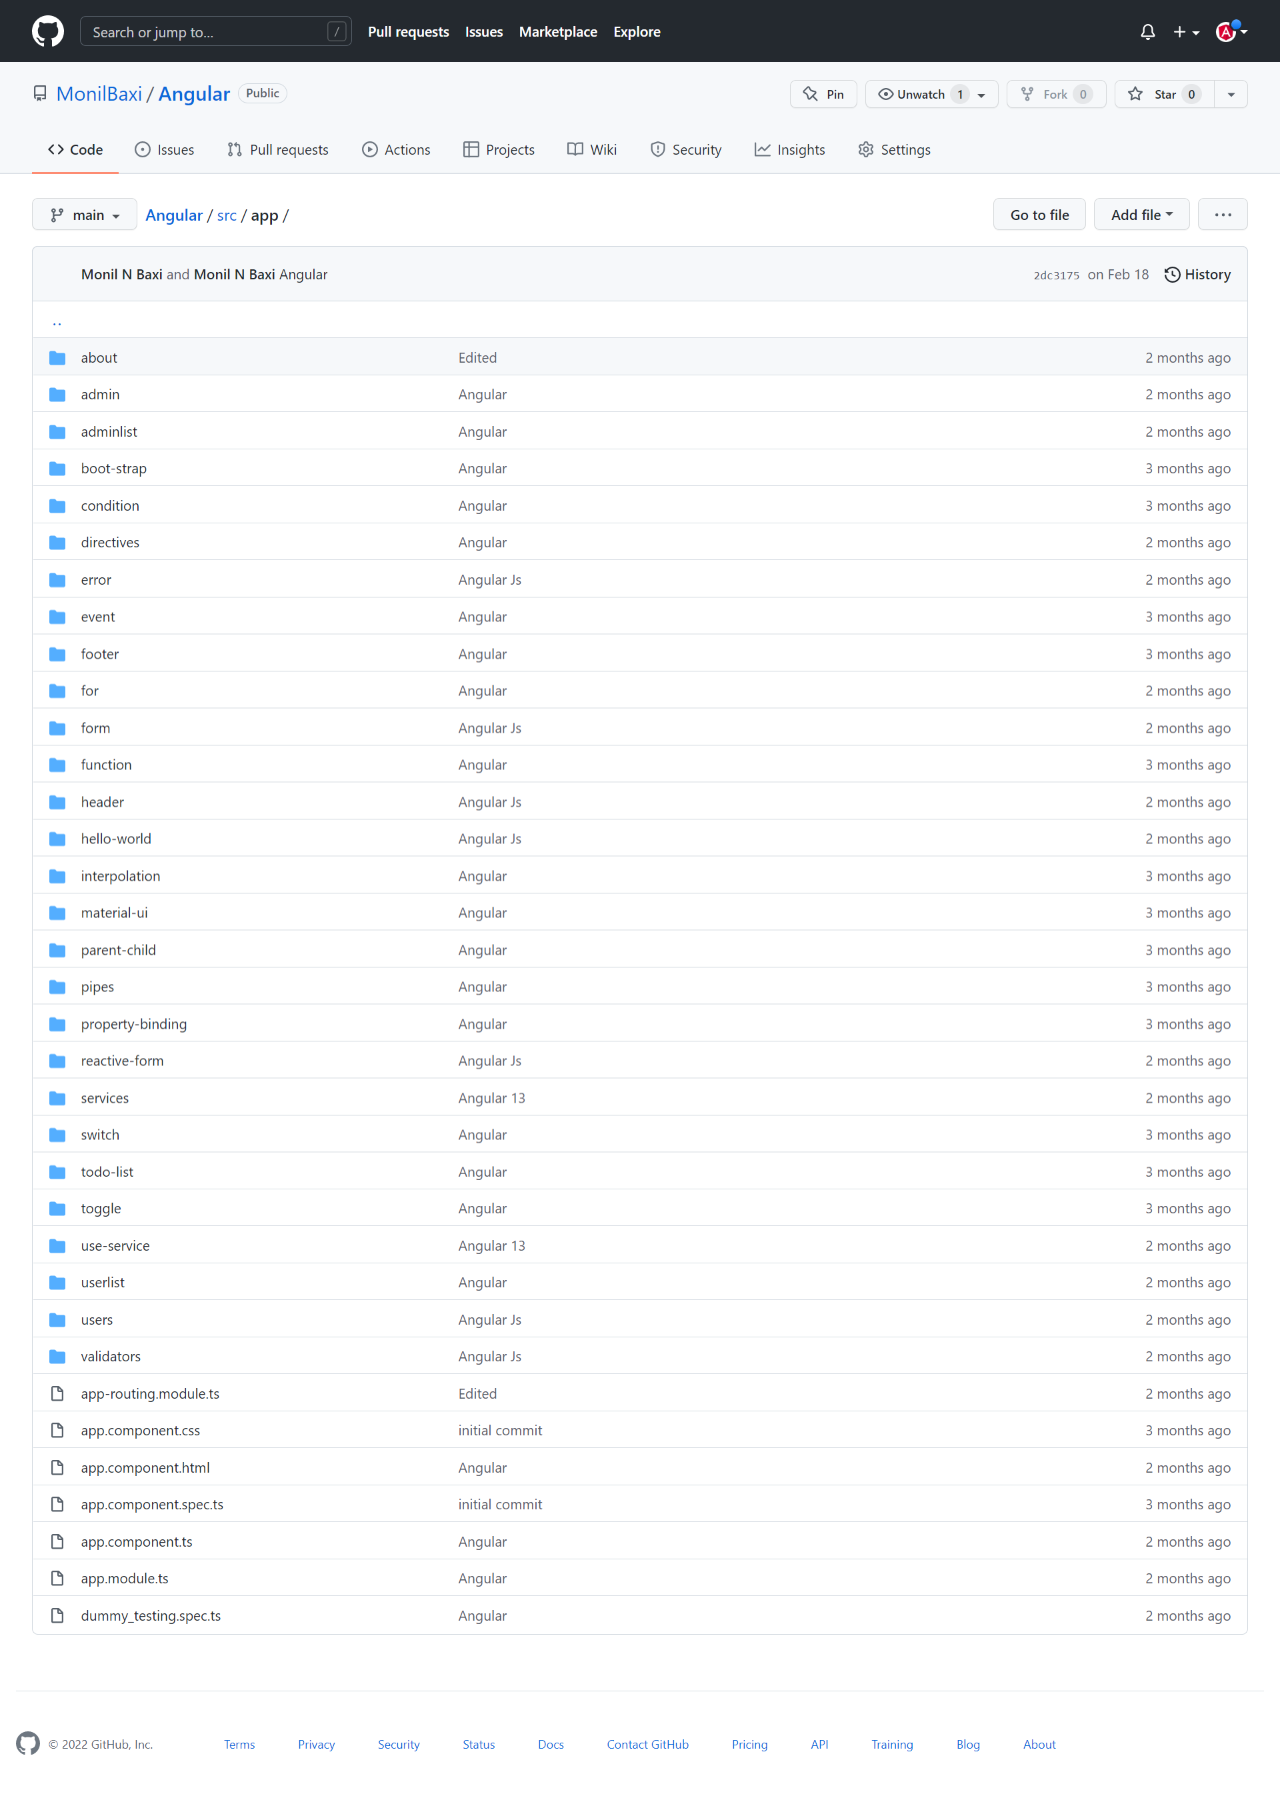 Search or jump to... / Pull requests Issues Marketplace Explore
MonilBaxi / Angular Public Pin Unwatch 1 Fork 0 Star 0
Code Issues Pull requests Actions Projects Wiki Security Insights Settings
main Angular / src / app / Go to file Add file ...
Monil N Baxi and Monil N Baxi Angular 2dc3175 on Feb 18 History
..
about Edited 2 months ago
admin Angular 2 months ago
adminlist Angular 2 months ago
boot-strap Angular 3 months ago
condition Angular 3 months ago
directives Angular 2 months ago
error Angular Js 2 months ago
event Angular 3 months ago
footer Angular 3 months ago
for Angular 2 months ago
form Angular Js 2 months ago
function Angular 3 months ago
header Angular Js 2 months ago
hello-world Angular Js 2 months ago
interpolation Angular 3 months ago
material-ui Angular 3 months ago
parent-child Angular 3 months ago
pipes Angular 3 months ago
property-binding Angular 3 months ago
reactive-form Angular Js 2 months ago
services Angular 13 2 months ago
switch Angular 3 months ago
todo-list Angular 3 months ago
toggle Angular 3 months ago
use-service Angular 13 2 months ago
userlist Angular 2 months ago
users Angular Js 2 months ago
validators Angular Js 2 months ago
app-routing.module.ts Edited 2 months ago
app.component.css initial commit 3 months ago
app.component.html Angular 2 months ago
app.component.spec.ts initial commit 3 months ago
app.component.ts Angular 2 months ago
app.module.ts Angular 2 months ago
dummy_testing.spec.ts Angular 2 months ago
© 2022 GitHub, Inc. Terms Privacy Security Status Docs Contact GitHub Pricing API Training Blog About